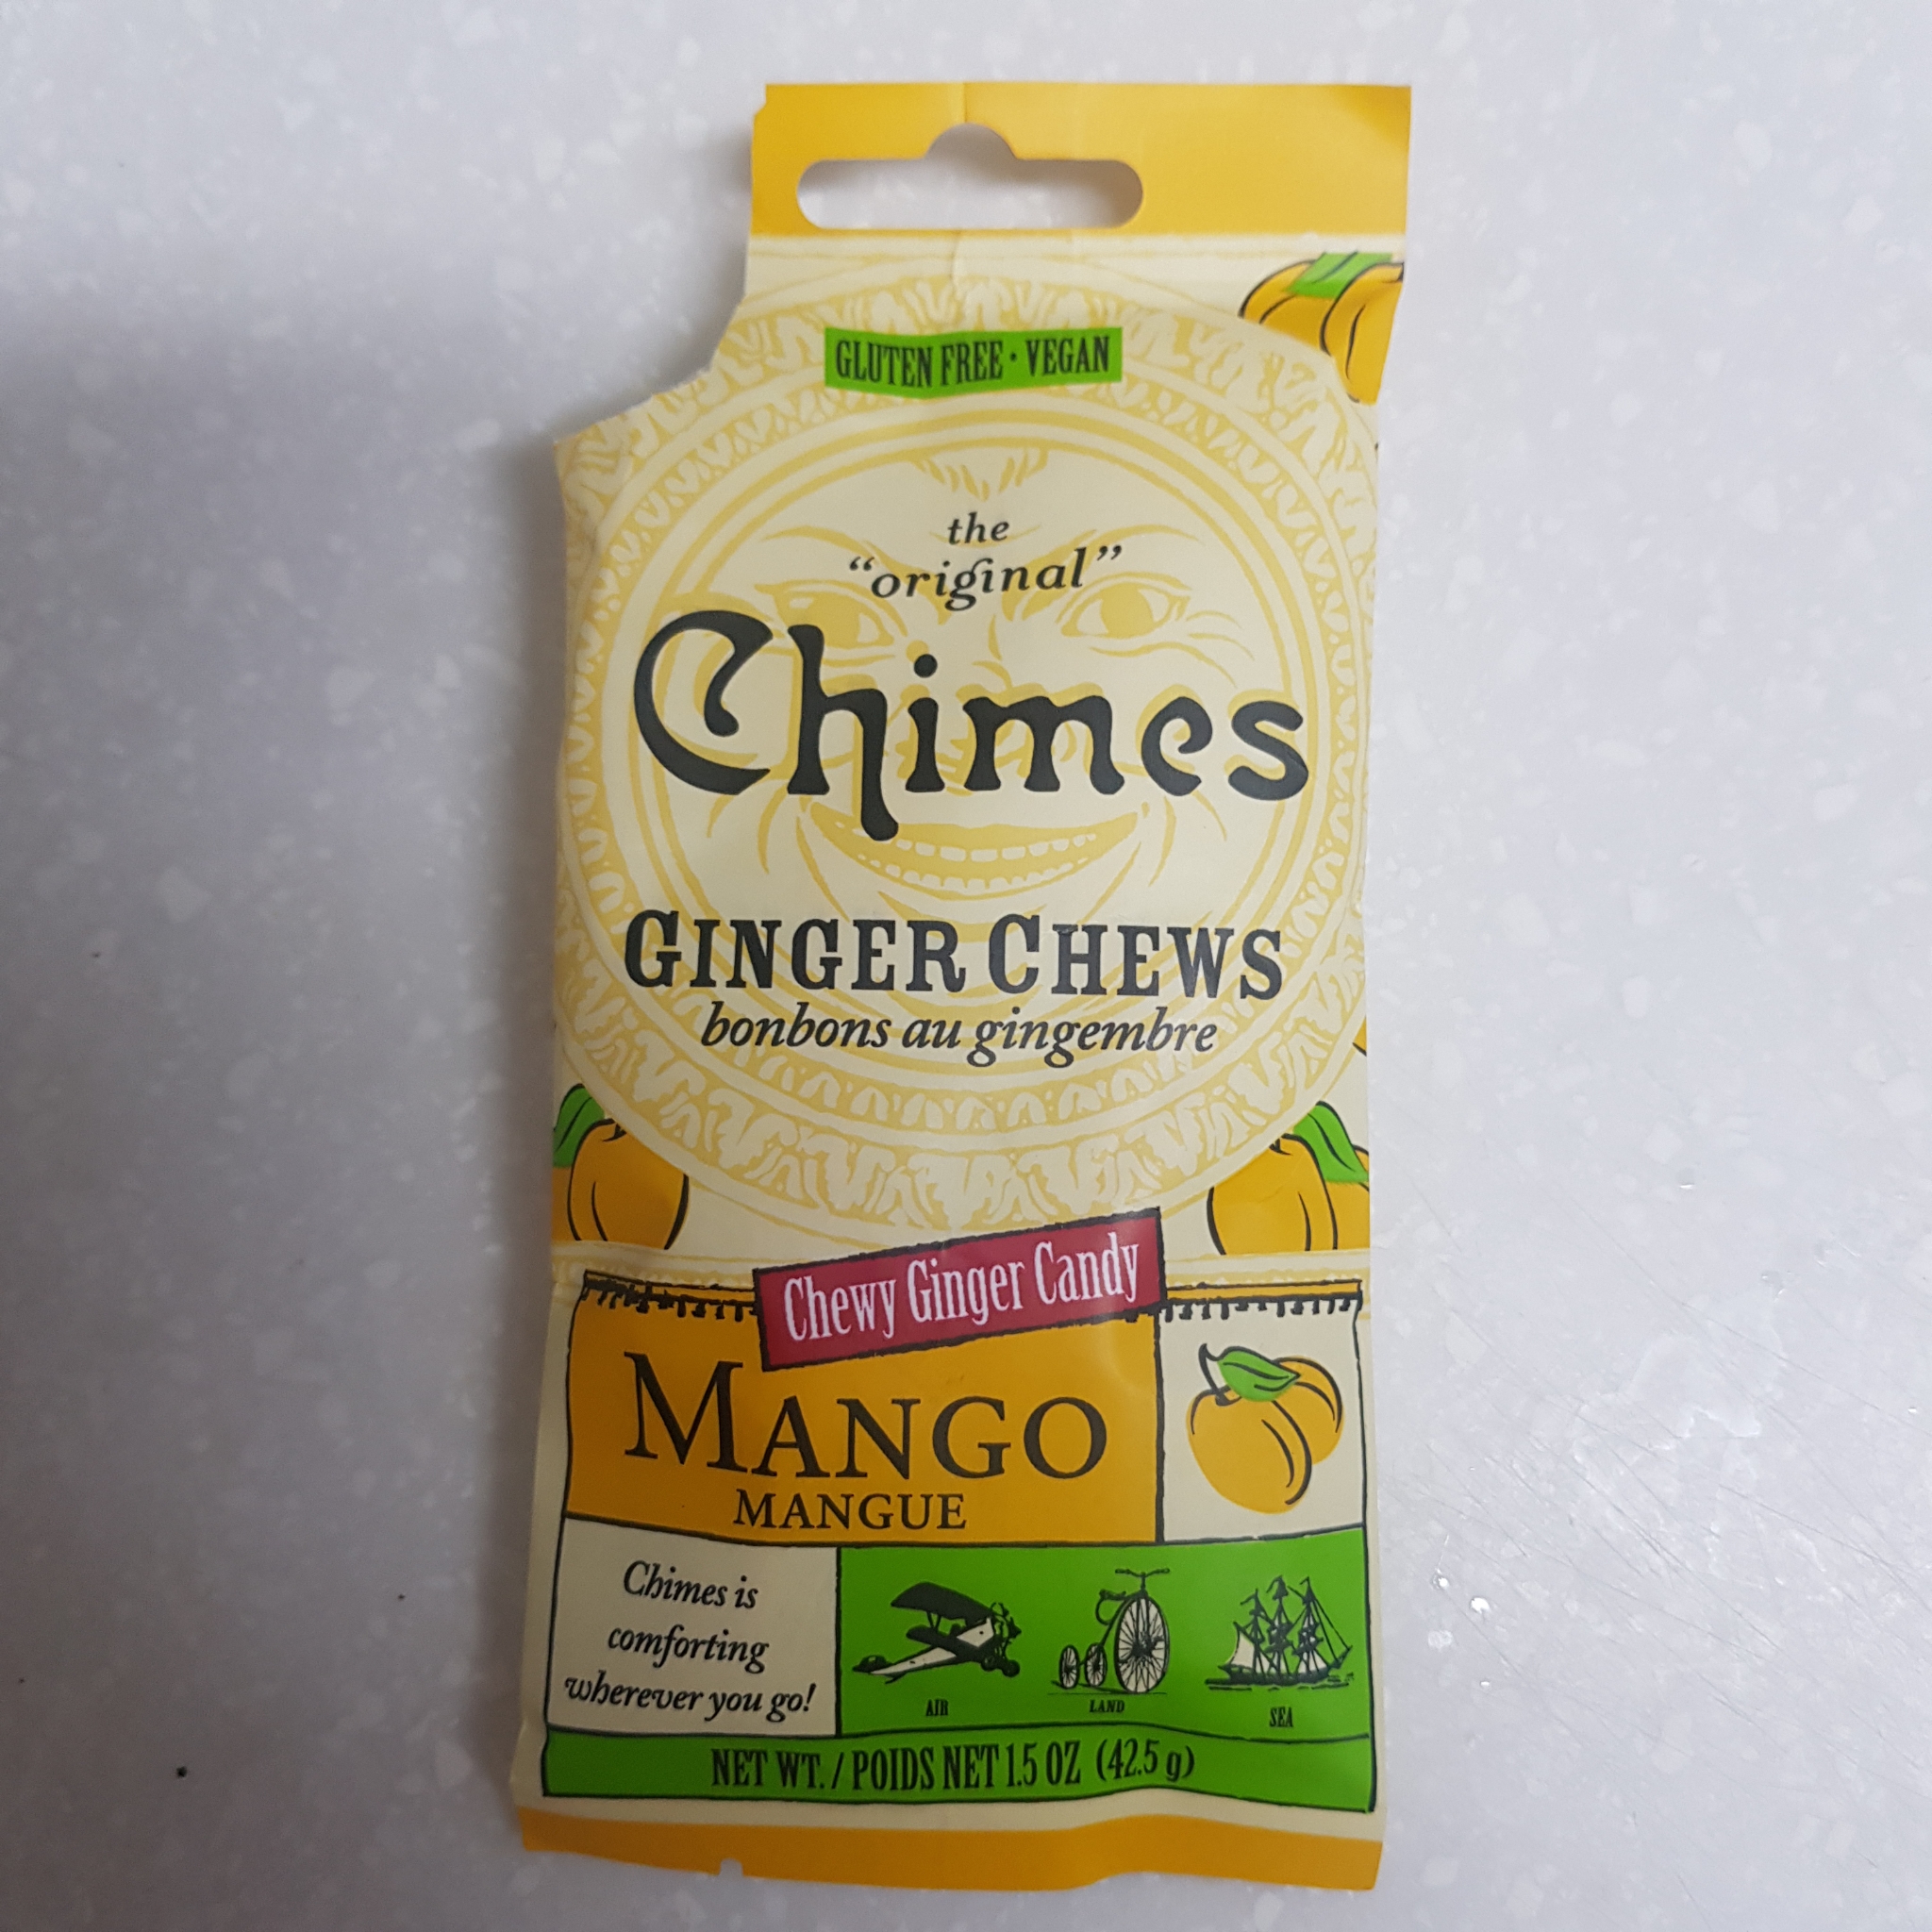 GLUTEN FREE · VEGAN
the
“original”
Chimes
GINGER CHEWS
bonbons au gingembre
Chewy Ginger Candy
MANGO
MANGUE
Chimes is
comforting
wherever you go!
AIR
LAND
SEA
NET WT. / POIDS NET 1.5 OZ (42.5 g)